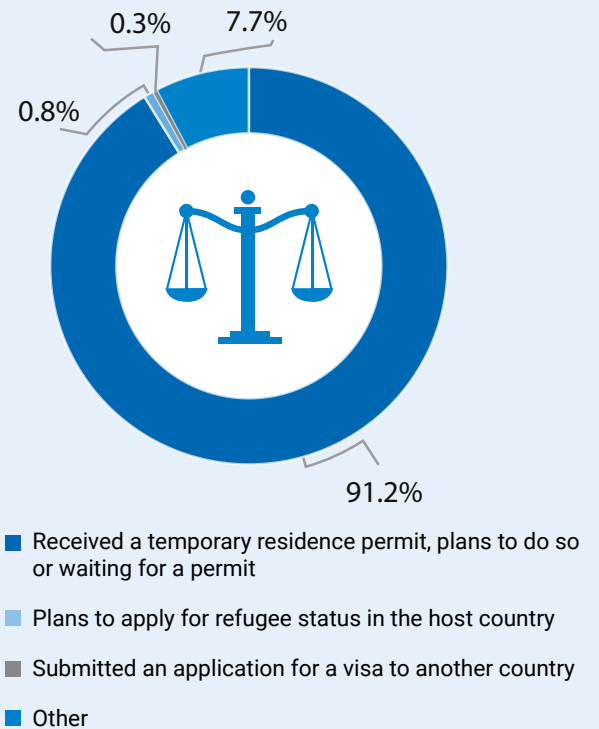 0.3%
7.7%
0.8%
91.2%
Received a temporary residence permit, plans to do so
or waiting for a permit
Plans to apply for refugee status in the host country
Submitted an application for a visa to another country
Other